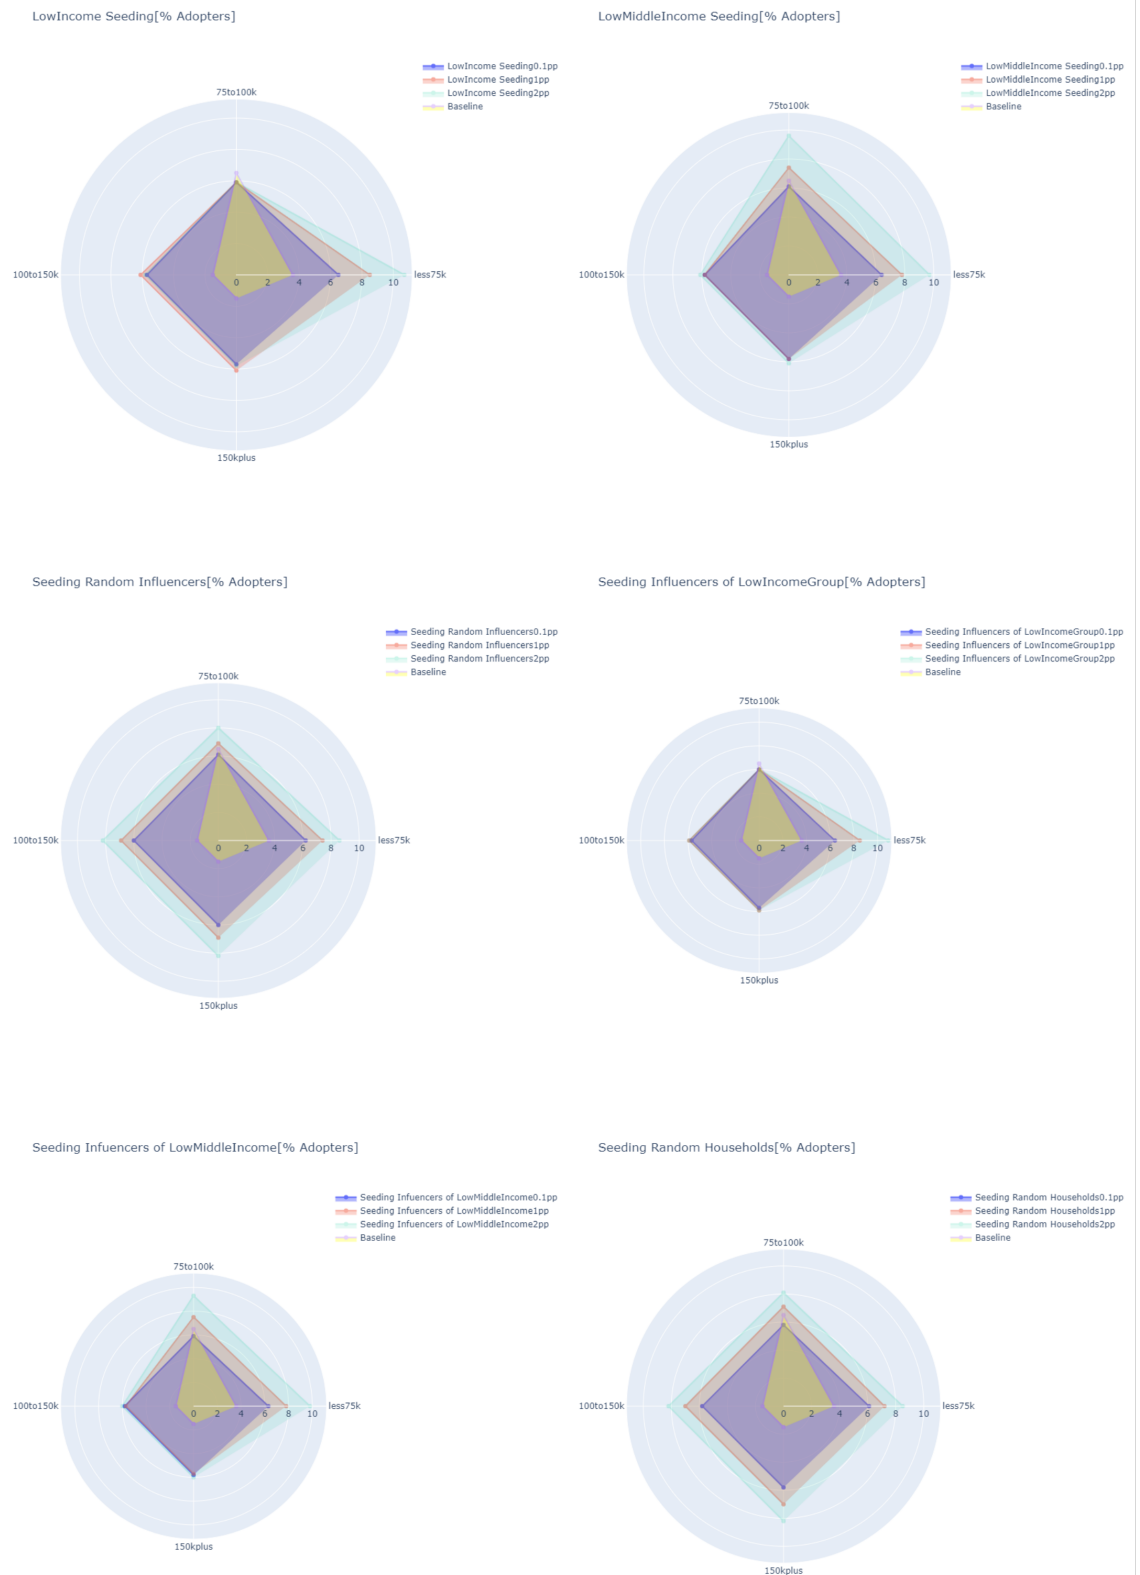 LowIncome Seeding[% Adopters]
LowIncome Seeding0.1pp
LowIncome Seeding1pp
LowIncome Seeding2pp
Baseline
75to100k
100to150k
0 2 4 6 8 10
less75k
150kplus
LowMiddleIncome Seeding[% Adopters]
LowMiddleIncome Seeding0.1pp
LowMiddleIncome Seeding1pp
LowMiddleIncome Seeding2pp
Baseline
75to100k
100to150k
0 2 4 6 8 10
less75k
150kplus
Seeding Random Influencers[% Adopters]
Seeding Random Influencers0.1pp
Seeding Random Influencers1pp
Seeding Random Influencers2pp
Baseline
75to100k
100to150k
0 2 4 6 8 10
less75k
150kplus
Seeding Influencers of LowIncomeGroup[% Adopters]
Seeding Influencers of LowIncomeGroup0.1pp
Seeding Influencers of LowIncomeGroup1pp
Seeding Influencers of LowIncomeGroup2pp
Baseline
75to100k
100to150k
0 2 4 6 8 10
less75k
150kplus
Seeding Infuencers of LowMiddleIncome[% Adopters]
Seeding Infuencers of LowMiddleIncome0.1pp
Seeding Infuencers of LowMiddleIncome1pp
Seeding Infuencers of LowMiddleIncome2pp
Baseline
75to100k
100to150k
0 2 4 6 8 10
less75k
150kplus
Seeding Random Households[% Adopters]
Seeding Random Households0.1pp
Seeding Random Households1pp
Seeding Random Households2pp
Baseline
75to100k
100to150k
0 2 4 6 8 10
less75k
150kplus